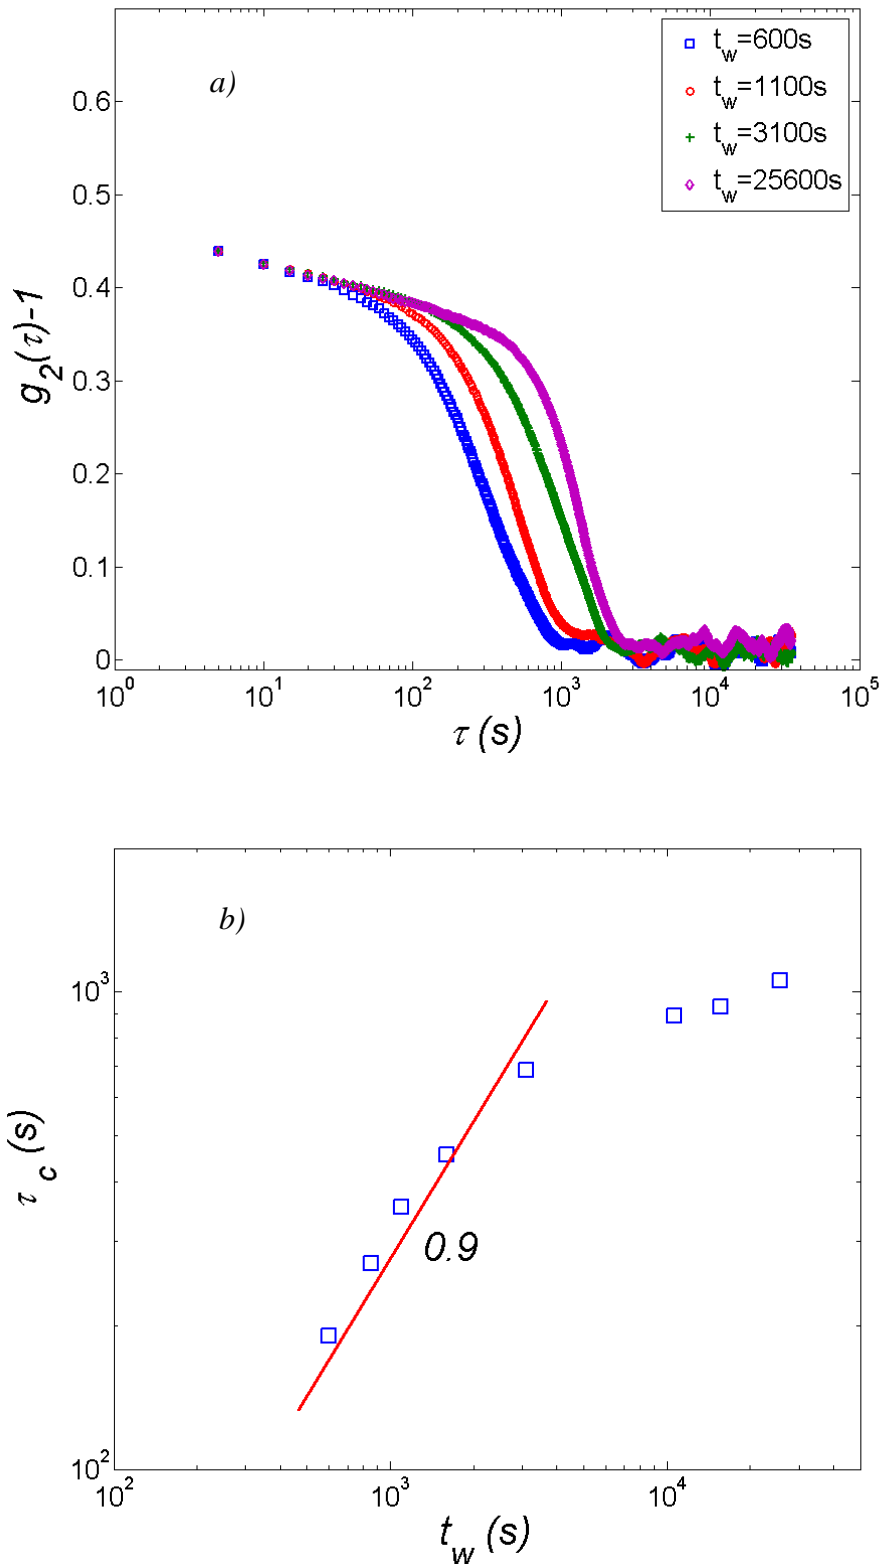 a)
t_w=600s
t_w=1100s
t_w=3100s
t_w=25600s
0.6
0.5
0.4
0.3
0.2
0.1
0
g_2(τ)-1
10^0 10^1 10^2 10^3 10^4 10^5
τ (s)
b)
10^3
10^2
τ_c (s)
0.9
10^2 10^3 10^4
t_w (s)